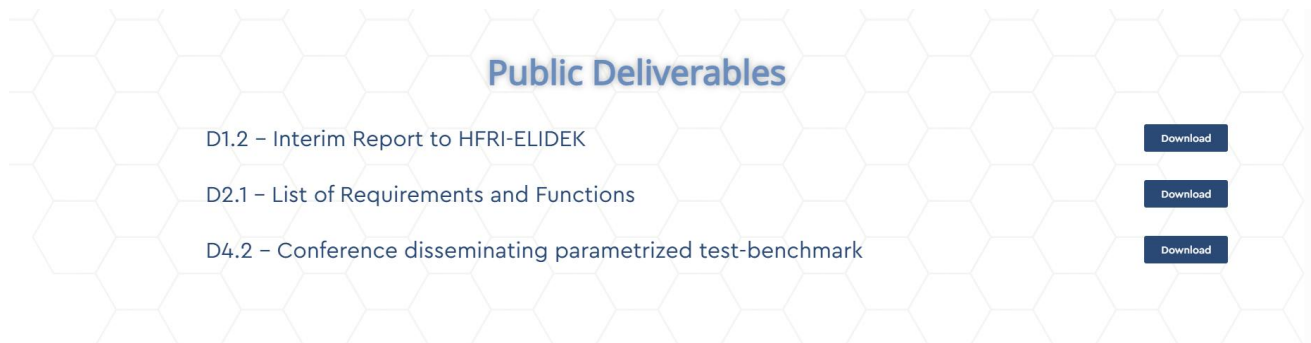 Public Deliverables
D1.2 – Interim Report to HFRI-ELIDEK Download
D2.1 – List of Requirements and Functions Download
D4.2 – Conference disseminating parametrized test-benchmark Download